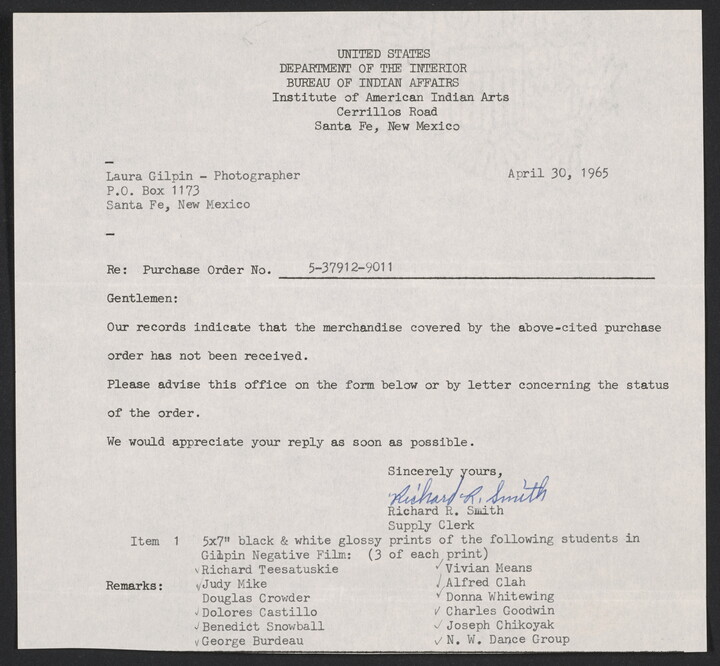 UNITED STATES
DEPARTMENT OF THE INTERIOR
BUREAU OF INDIAN AFFAIRS
Institute of American Indian Arts
Cerrillos Road
Santa Fe, New Mexico
Laura Gilpin - Photographer April 30, 1965
P.O. Box 1173
Santa Fe, New Mexico
Re: Purchase Order No. 5-37912-9011
Gentlemen:
Our records indicate that the merchandise covered by the above-cited purchase
order has not been received.
Please advise this office on the form below or by letter concerning the status
of the order.
We would appreciate your reply as soon as possible.
Sincerely yours,
Richard R. Smith
Richard R. Smith
Supply Clerk
Item 1 5x7" black & white glossy prints of the following students in
Gilpin Negative Film: (3 of each print)
✓Richard Teesatuskie ✓Vivian Means
Remarks: ✓Judy Mike ✓Alfred Clah
Douglas Crowder ✓Donna Whitewing
✓Dolores Castillo ✓Charles Goodwin
✓Benedict Snowball ✓Joseph Chikoyak
✓George Burdeau ✓N. W. Dance Group